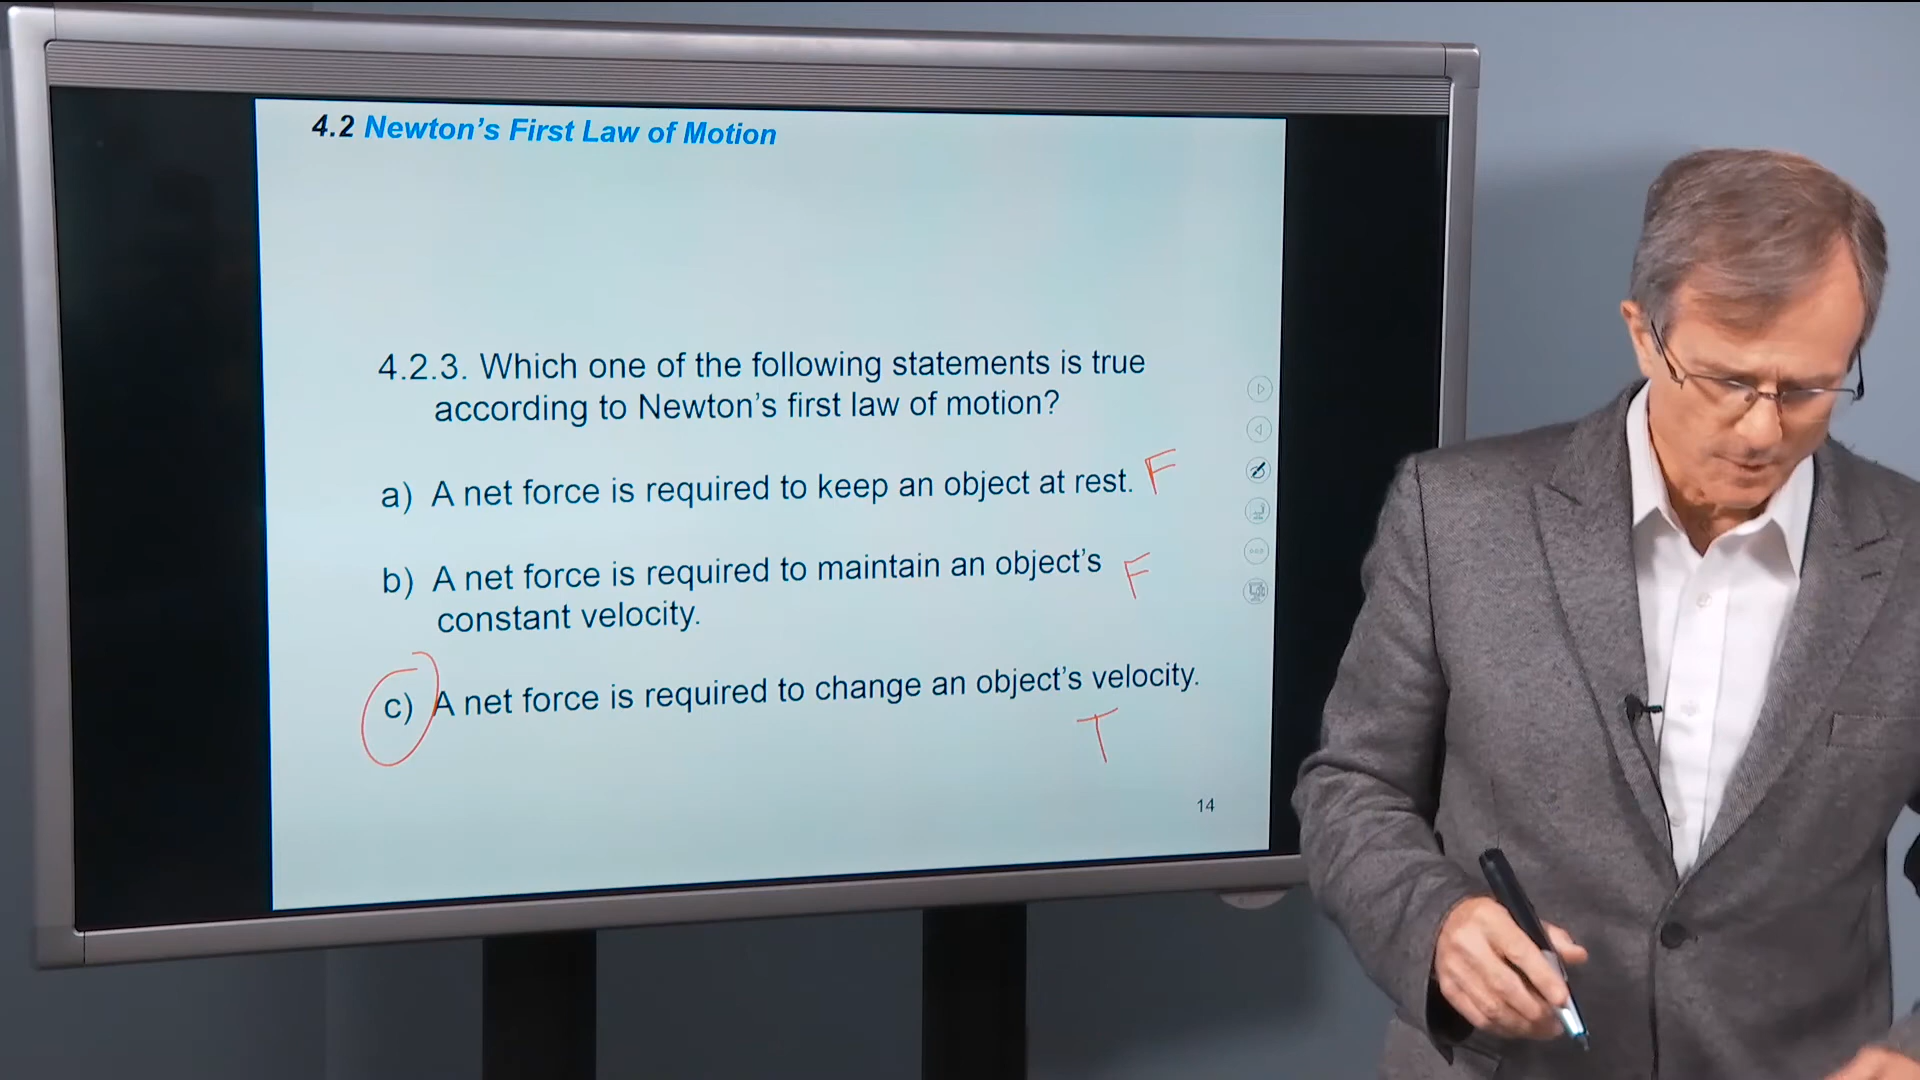 4.2 Newton's First Law of Motion
4.2.3. Which one of the following statements is true
according to Newton's first law of motion?
a) A net force is required to keep an object at rest. F
b) A net force is required to maintain an object's F
constant velocity.
c) A net force is required to change an object's velocity.
T
14